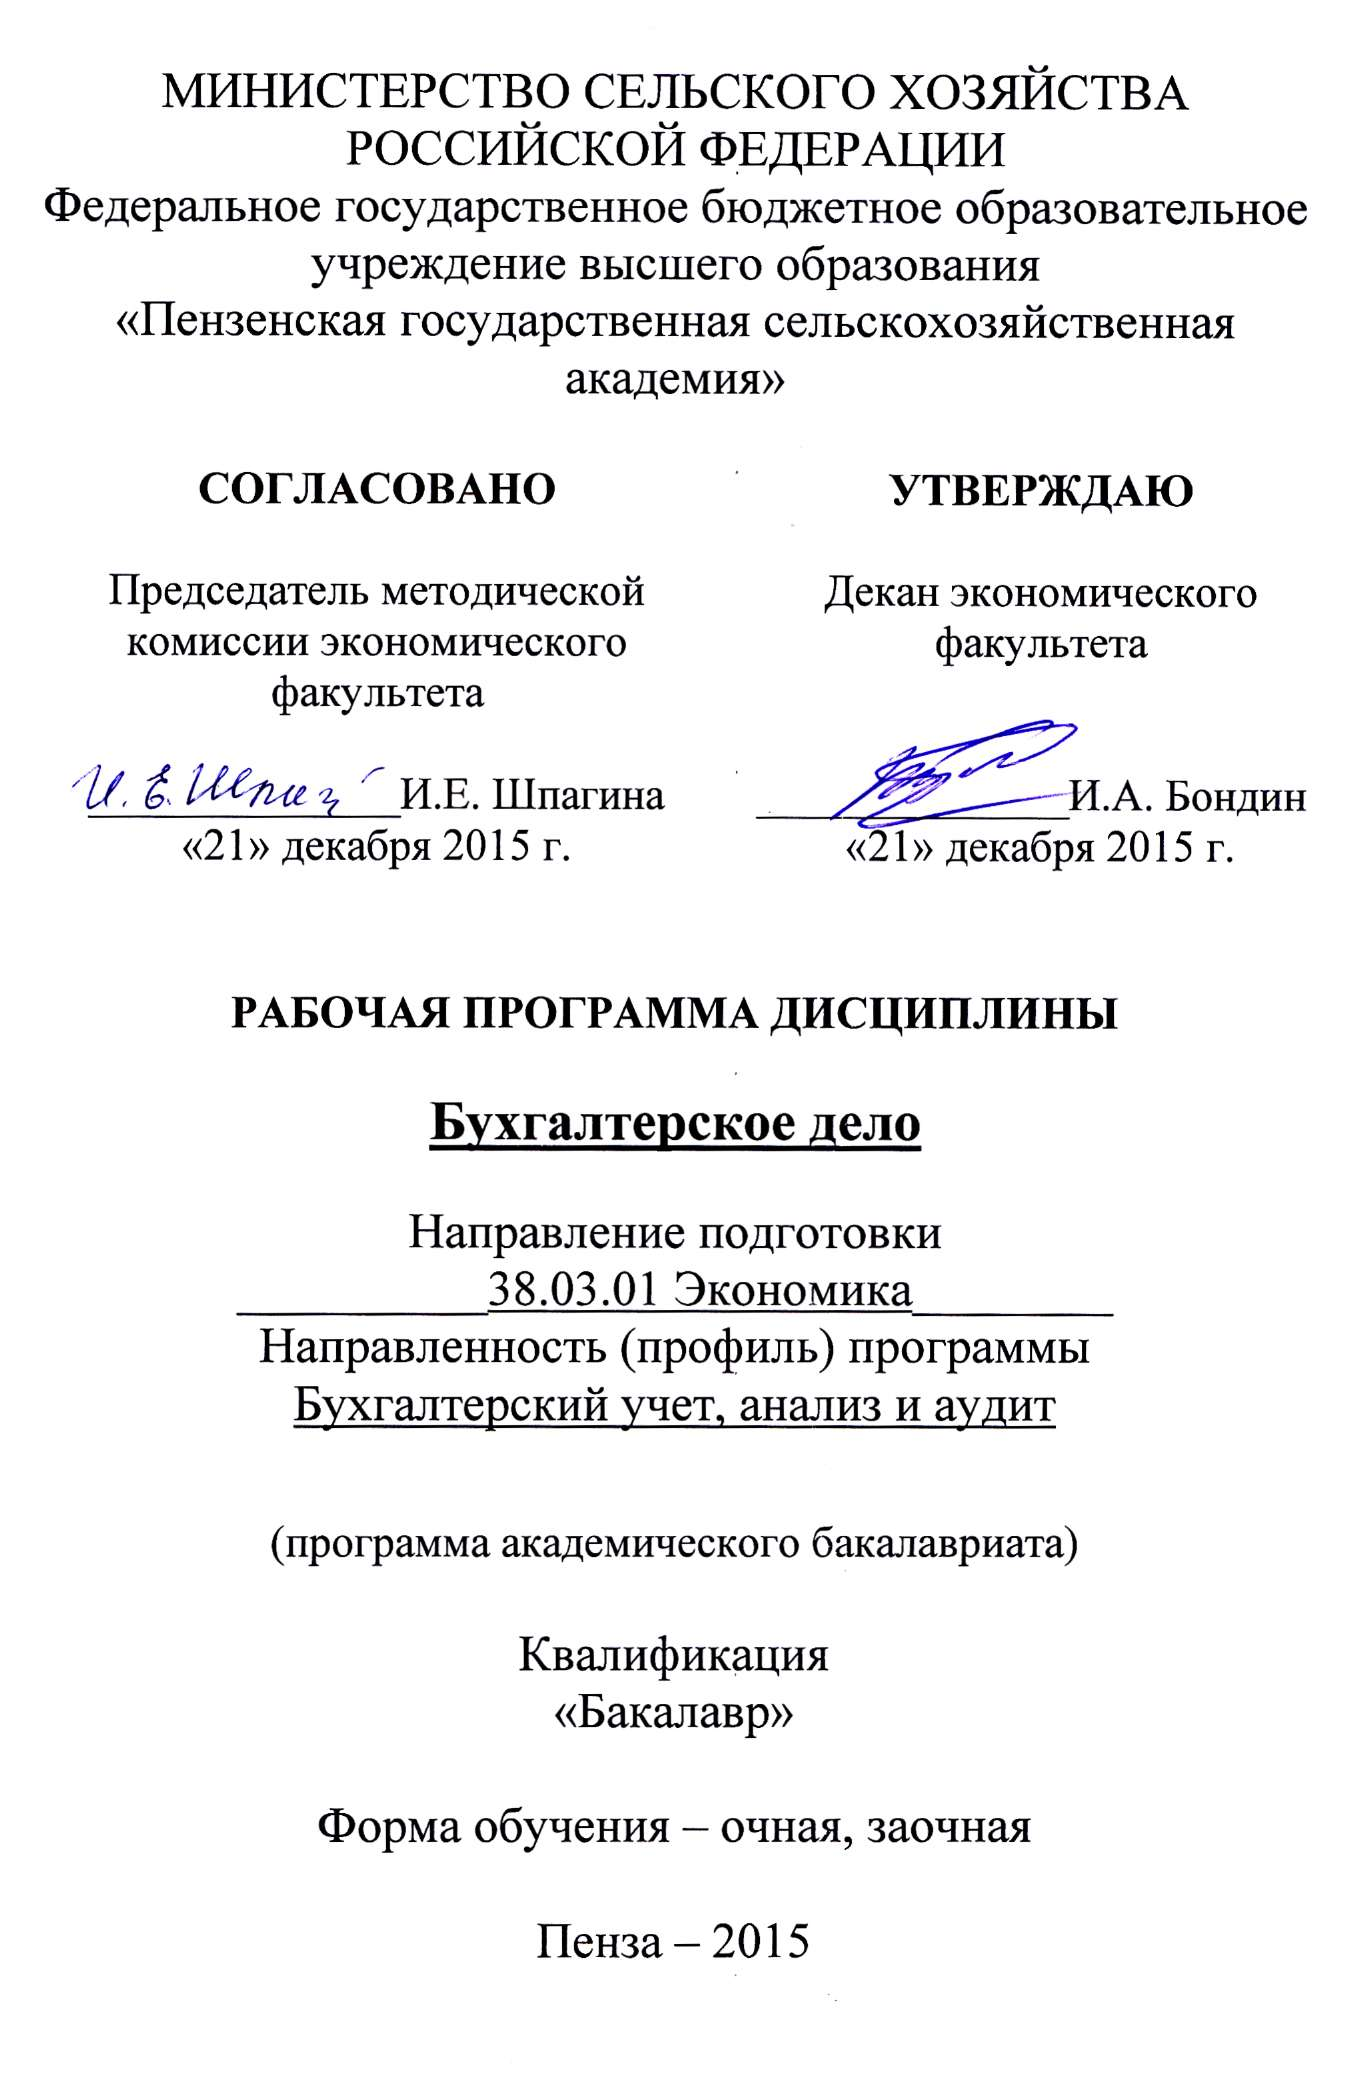 МИНИСТЕРСТВО СЕЛЬСКОГО ХОЗЯЙСТВА
РОССИЙСКОЙ ФЕДЕРАЦИИ
Федеральное государственное бюджетное образовательное
учреждение высшего образования
«Пензенская государственная сельскохозяйственная
академия»
СОГЛАСОВАНО
Председатель методической
комиссии экономического
факультета
И.Е. Шпаг И.Е. Шпагина
«21» декабря 2015 г.
УТВЕРЖДАЮ
Декан экономического
факультета
И.А. Бондин
«21» декабря 2015 г.
РАБОЧАЯ ПРОГРАММА ДИСЦИПЛИНЫ
Бухгалтерское дело
Направление подготовки
38.03.01 Экономика
Направленность (профиль) программы
Бухгалтерский учет, анализ и аудит
(программа академического бакалавриата)
Квалификация
«Бакалавр»
Форма обучения – очная, заочная
Пенза – 2015